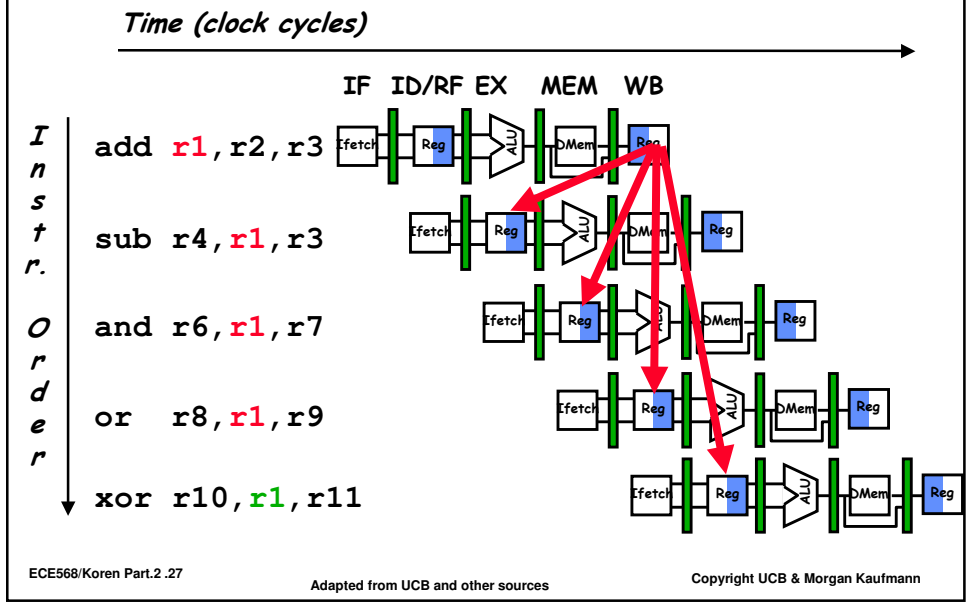 Time (clock cycles)
Instr. Order
IF ID/RF EX MEM WB
add r1,r2,r3 Ifetch Reg ALU DMem Reg
sub r4,r1,r3 Ifetch Reg ALU DMem Reg
and r6,r1,r7 Ifetch Reg ALU DMem Reg
or r8,r1,r9 Ifetch Reg ALU DMem Reg
xor r10,r1,r11 Ifetch Reg ALU DMem Reg
ECE568/Koren Part.2 .27
Adapted from UCB and other sources
Copyright UCB & Morgan Kaufmann